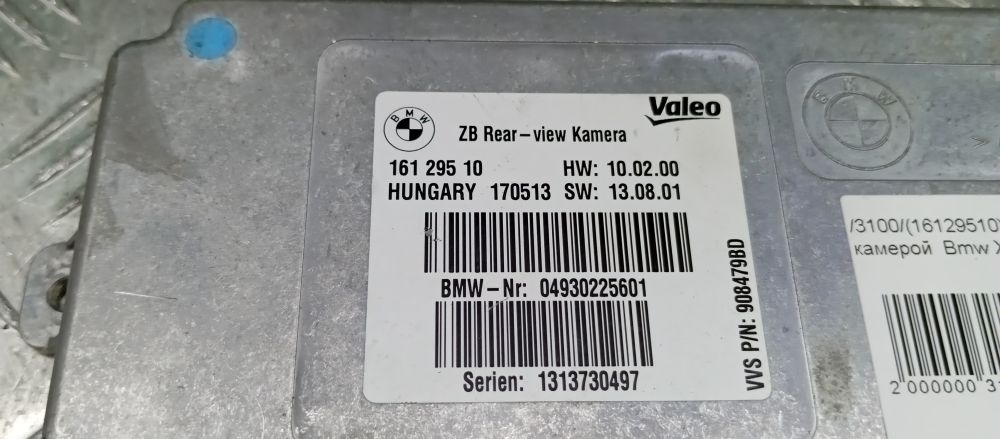 BMW
Valeo
ZB Rear-view Kamera
161 295 10 HW: 10.02.00
HUNGARY 170513 SW: 13.08.01
BMW-Nr: 04930225601
Serien: 1313730497
VVS P/N: 908479BD
BMW
/3100/(16129510
камерой Bmw X
2 000000 3